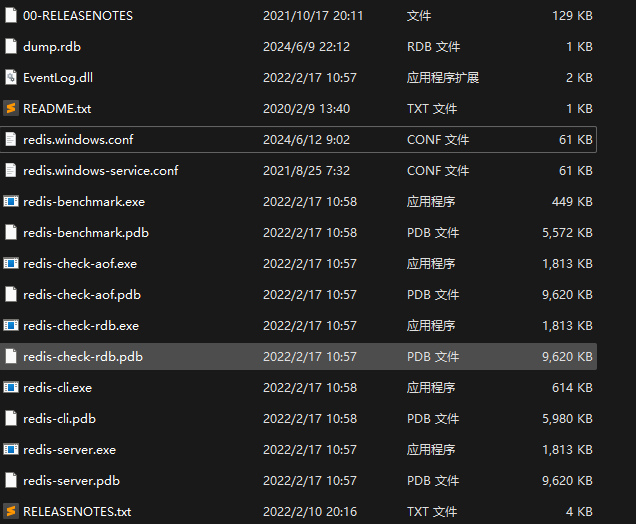 00-RELEASENOTES 2021/10/17 20:11 文件 129 KB
dump.rdb 2024/6/9 22:12 RDB 文件 1 KB
EventLog.dll 2022/2/17 10:57 应用程序扩展 2 KB
README.txt 2020/2/9 13:40 TXT 文件 1 KB
redis.windows.conf 2024/6/12 9:02 CONF 文件 61 KB
redis.windows-service.conf 2021/8/25 7:32 CONF 文件 61 KB
redis-benchmark.exe 2022/2/17 10:58 应用程序 449 KB
redis-benchmark.pdb 2022/2/17 10:58 PDB 文件 5,572 KB
redis-check-aof.exe 2022/2/17 10:57 应用程序 1,813 KB
redis-check-aof.pdb 2022/2/17 10:57 PDB 文件 9,620 KB
redis-check-rdb.exe 2022/2/17 10:57 应用程序 1,813 KB
redis-check-rdb.pdb 2022/2/17 10:57 PDB 文件 9,620 KB
redis-cli.exe 2022/2/17 10:58 应用程序 614 KB
redis-cli.pdb 2022/2/17 10:58 PDB 文件 5,980 KB
redis-server.exe 2022/2/17 10:57 应用程序 1,813 KB
redis-server.pdb 2022/2/17 10:57 PDB 文件 9,620 KB
RELEASENOTES.txt 2022/2/10 20:16 TXT 文件 4 KB